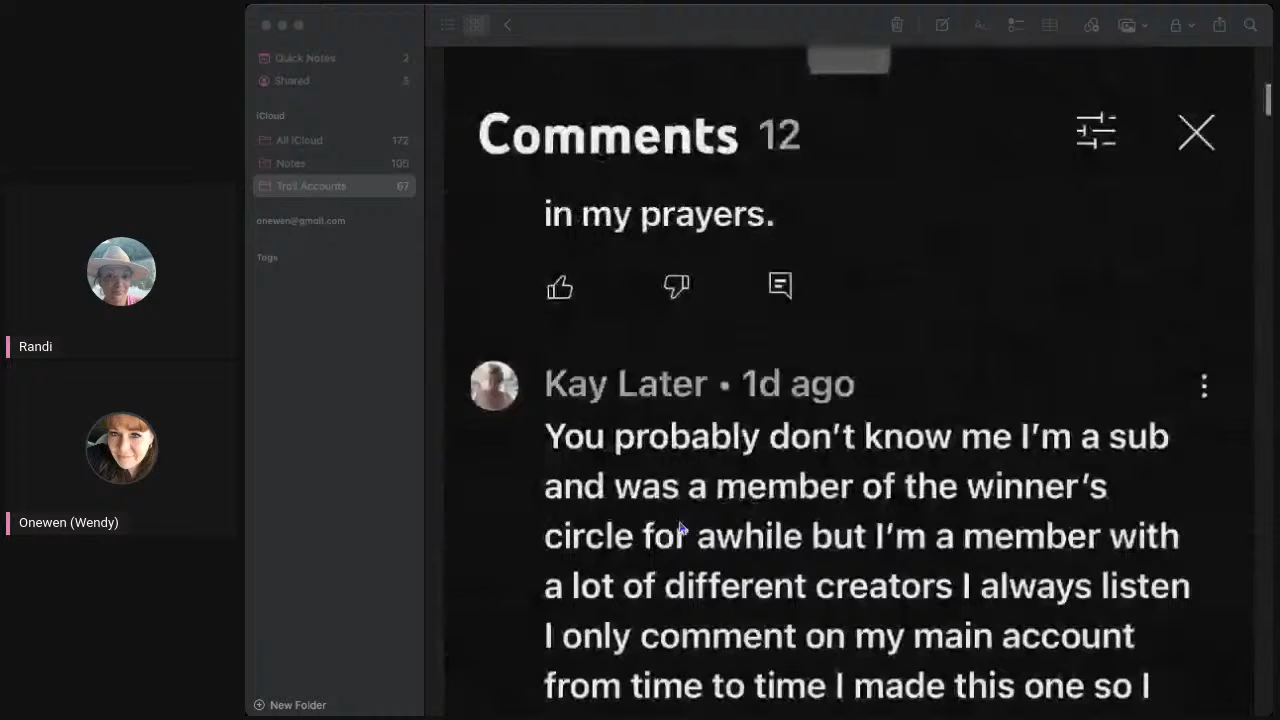 Randi
Onewen (Wendy)
Quick Notes 2
Shared 3
iCloud
All iCloud 172
Notes 105
Troll Accounts 67
onewen@gmail.com
Tags
New Folder
Comments 12
in my prayers.
Kay Later • 1d ago
You probably don't know me I'm a sub
and was a member of the winner's
circle for awhile but I'm a member with
a lot of different creators I always listen
I only comment on my main account
from time to time I made this one so I